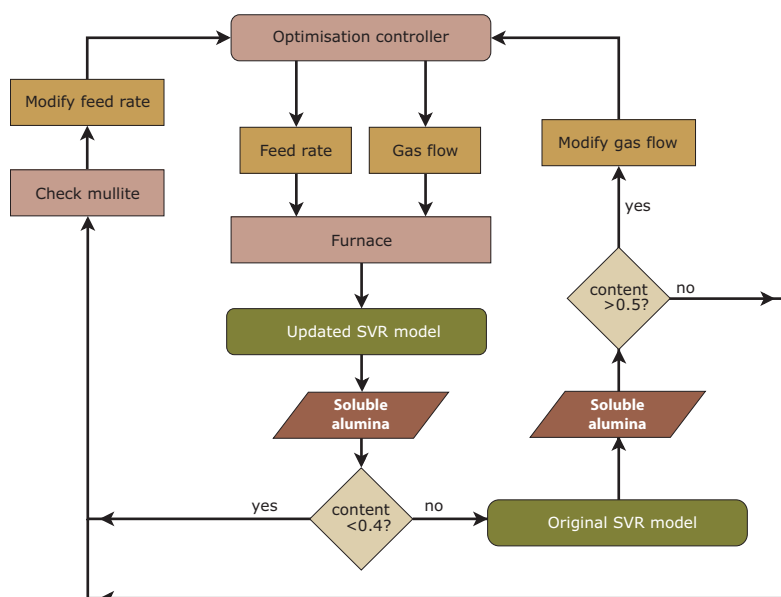 Optimisation controller
Modify feed rate
Feed rate
Gas flow
Modify gas flow
Check mullite
yes
Furnace
content
>0.5?
no
Updated SVR model
Soluble
alumina
Soluble
alumina
content
<0.4?
yes
no
Original SVR model